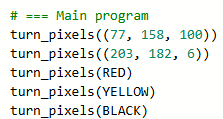 # === Main program
turn_pixels((77, 158, 100))
turn_pixels((203, 182, 6))
turn_pixels(RED)
turn_pixels(YELLOW)
turn_pixels(BLACK)